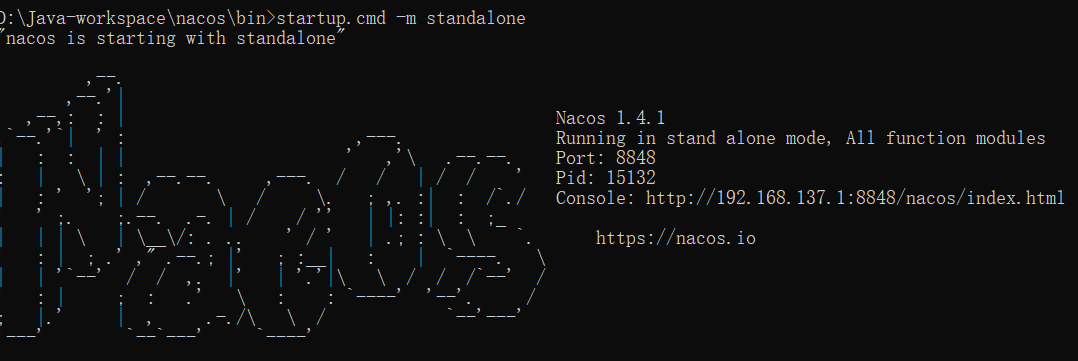 D:\Java-workspace\nacos\bin>startup.cmd -m standalone
"nacos is starting with standalone"
Nacos 1.4.1
Running in stand alone mode, All function modules
Port: 8848
Pid: 15132
Console: http://192.168.137.1:8848/nacos/index.html
https://nacos.io